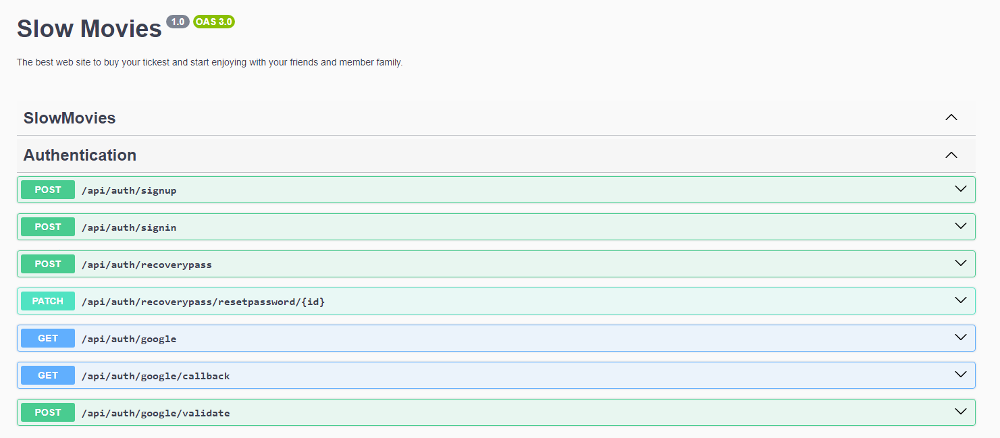 Slow Movies 1.0 OAS 3.0
The best web site to buy your tickest and start enjoying with your friends and member family.
SlowMovies
Authentication
POST /api/auth/signup
POST /api/auth/signin
POST /api/auth/recoverypass
PATCH /api/auth/recoverypass/resetpassword/{id}
GET /api/auth/google
GET /api/auth/google/callback
POST /api/auth/google/validate